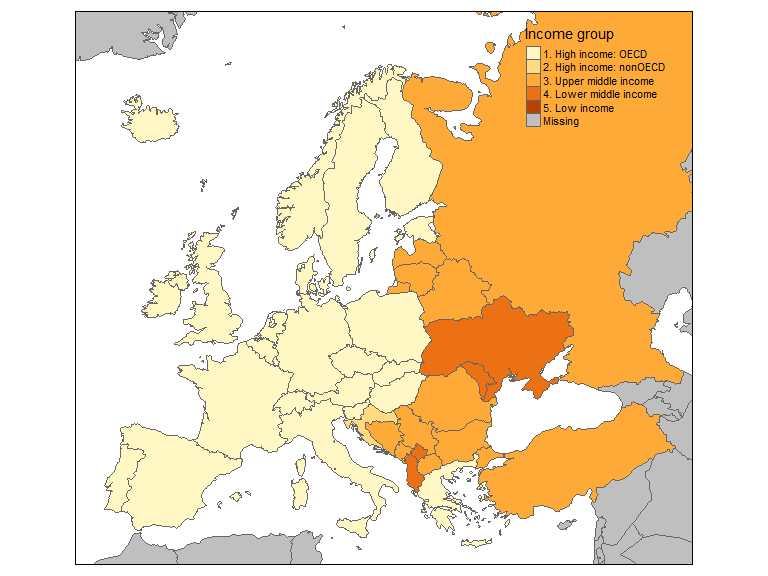 Income group
1. High income: OECD
2. High income: nonOECD
3. Upper middle income
4. Lower middle income
5. Low income
Missing